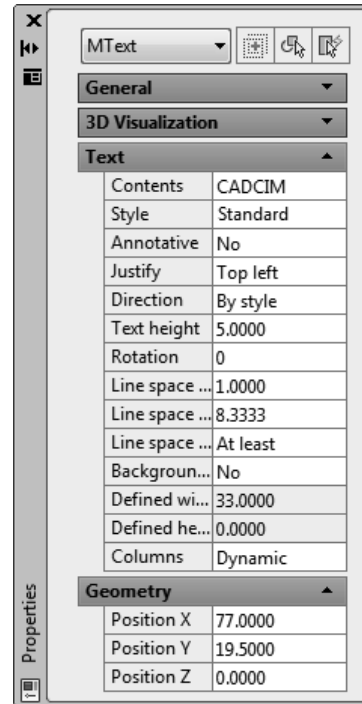 MText
General
3D Visualization
Text
Contents CADCIM
Style Standard
Annotative No
Justify Top left
Direction By style
Text height 5.0000
Rotation 0
Line space ... 1.0000
Line space ... 8.3333
Line space ... At least
Backgroun... No
Defined wi... 33.0000
Defined he... 0.0000
Columns Dynamic
Geometry
Position X 77.0000
Position Y 19.5000
Position Z 0.0000
Properties